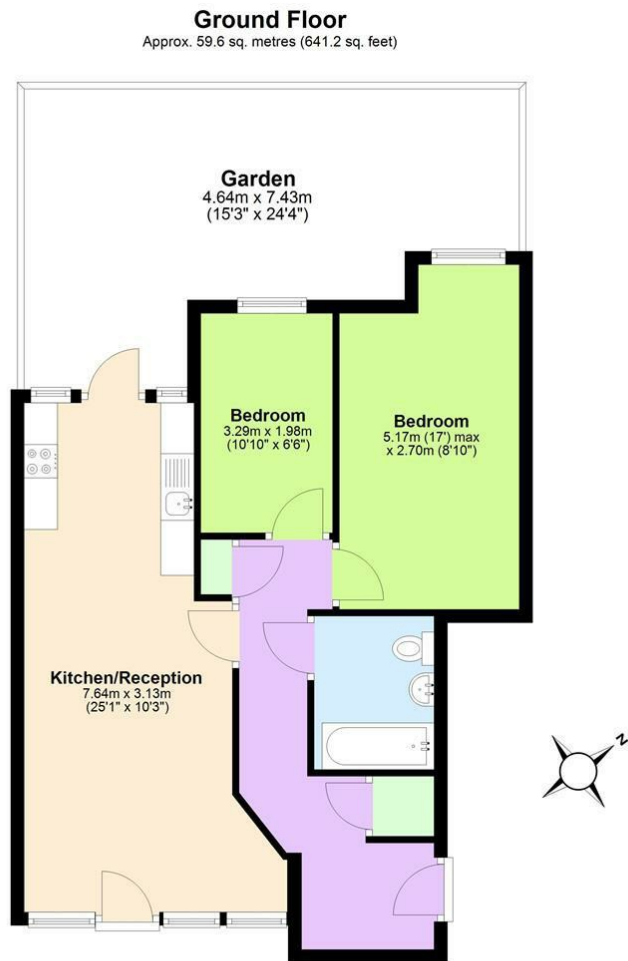 Ground Floor
Approx. 59.6 sq. metres (641.2 sq. feet)
Garden
4.64m x 7.43m
(15'3" x 24'4")
Bedroom
3.29m x 1.98m
(10'10" x 6'6")
Bedroom
5.17m (17') max
x 2.70m (8'10")
Kitchen/Reception
7.64m x 3.13m
(25'1" x 10'3")
N